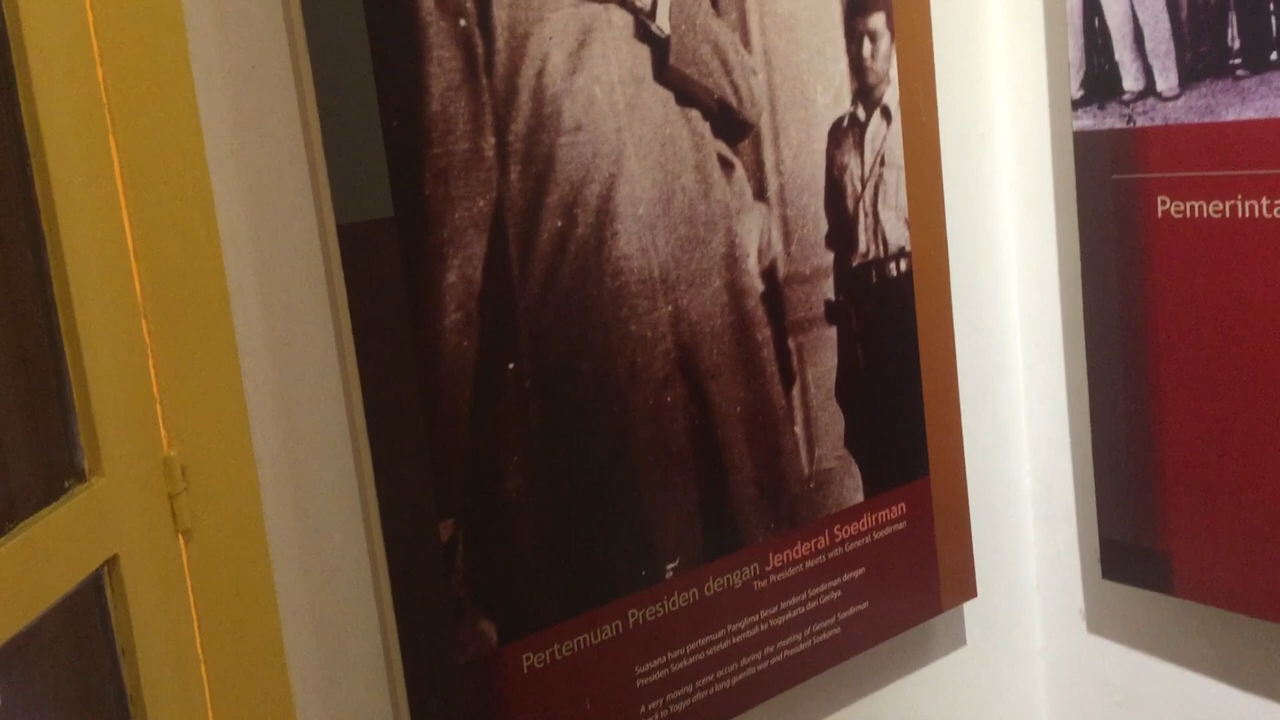 Pertemuan Presiden dengan Jenderal Soedirman
The President Meets with General Soedirman
Suasana haru pertemuan Panglima Besar Jenderal Soedirman dengan
Presiden Soekarno setelah kembali ke Yogyakarta dari Gerilya.
A very moving scene occurs during the meeting of General Soedirman
back to Yogya after a long guerilla war and President Soekarno.
Pemerinta